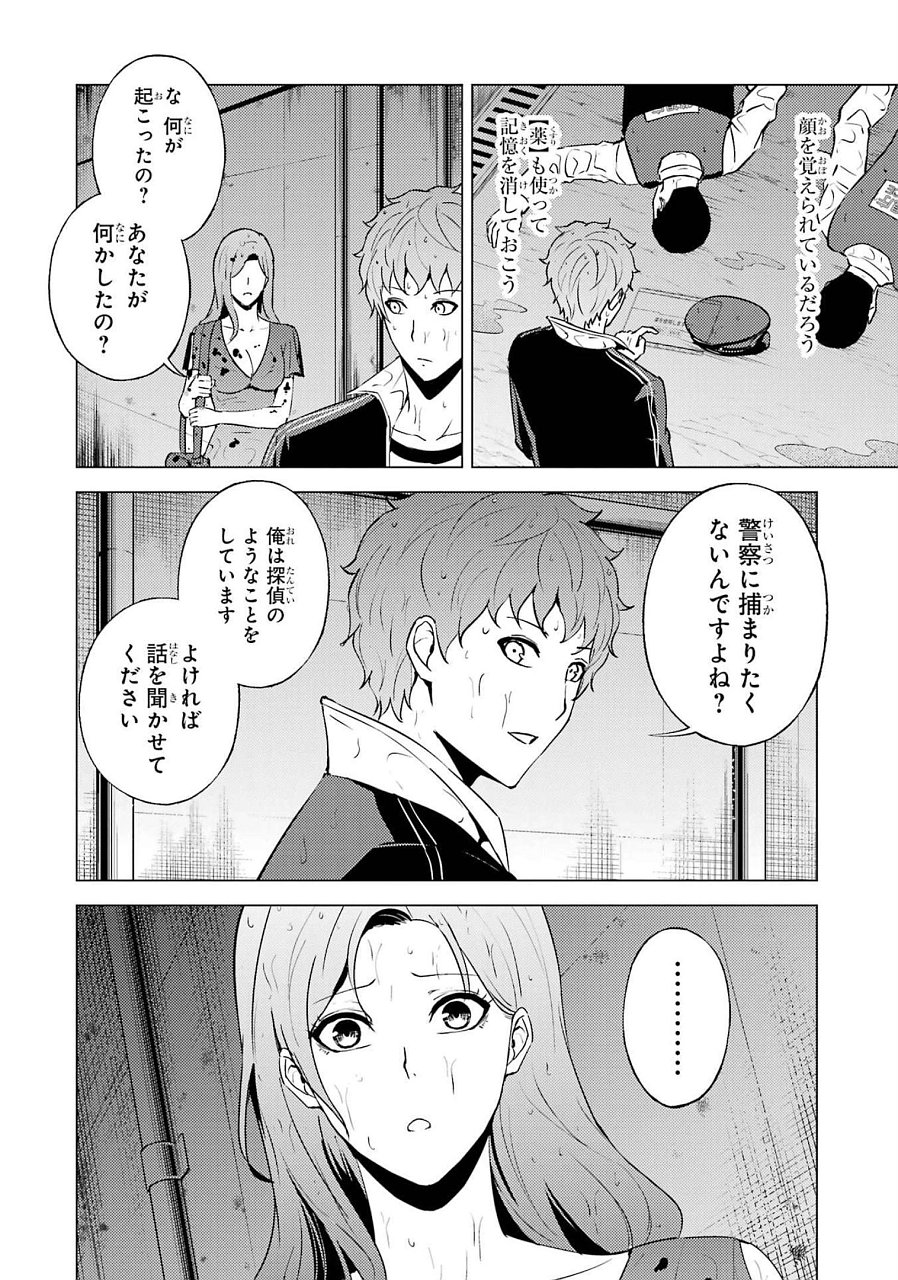 顔を覚えられているだろう
【薬】も使って
記憶を消しておこう
な 何が
起こったの?
あなたが
何かしたの?
警察に捕まりたく
ないんですよね?
俺は探偵の
ようなことを
しています
よければ
話を聞かせて
ください
………